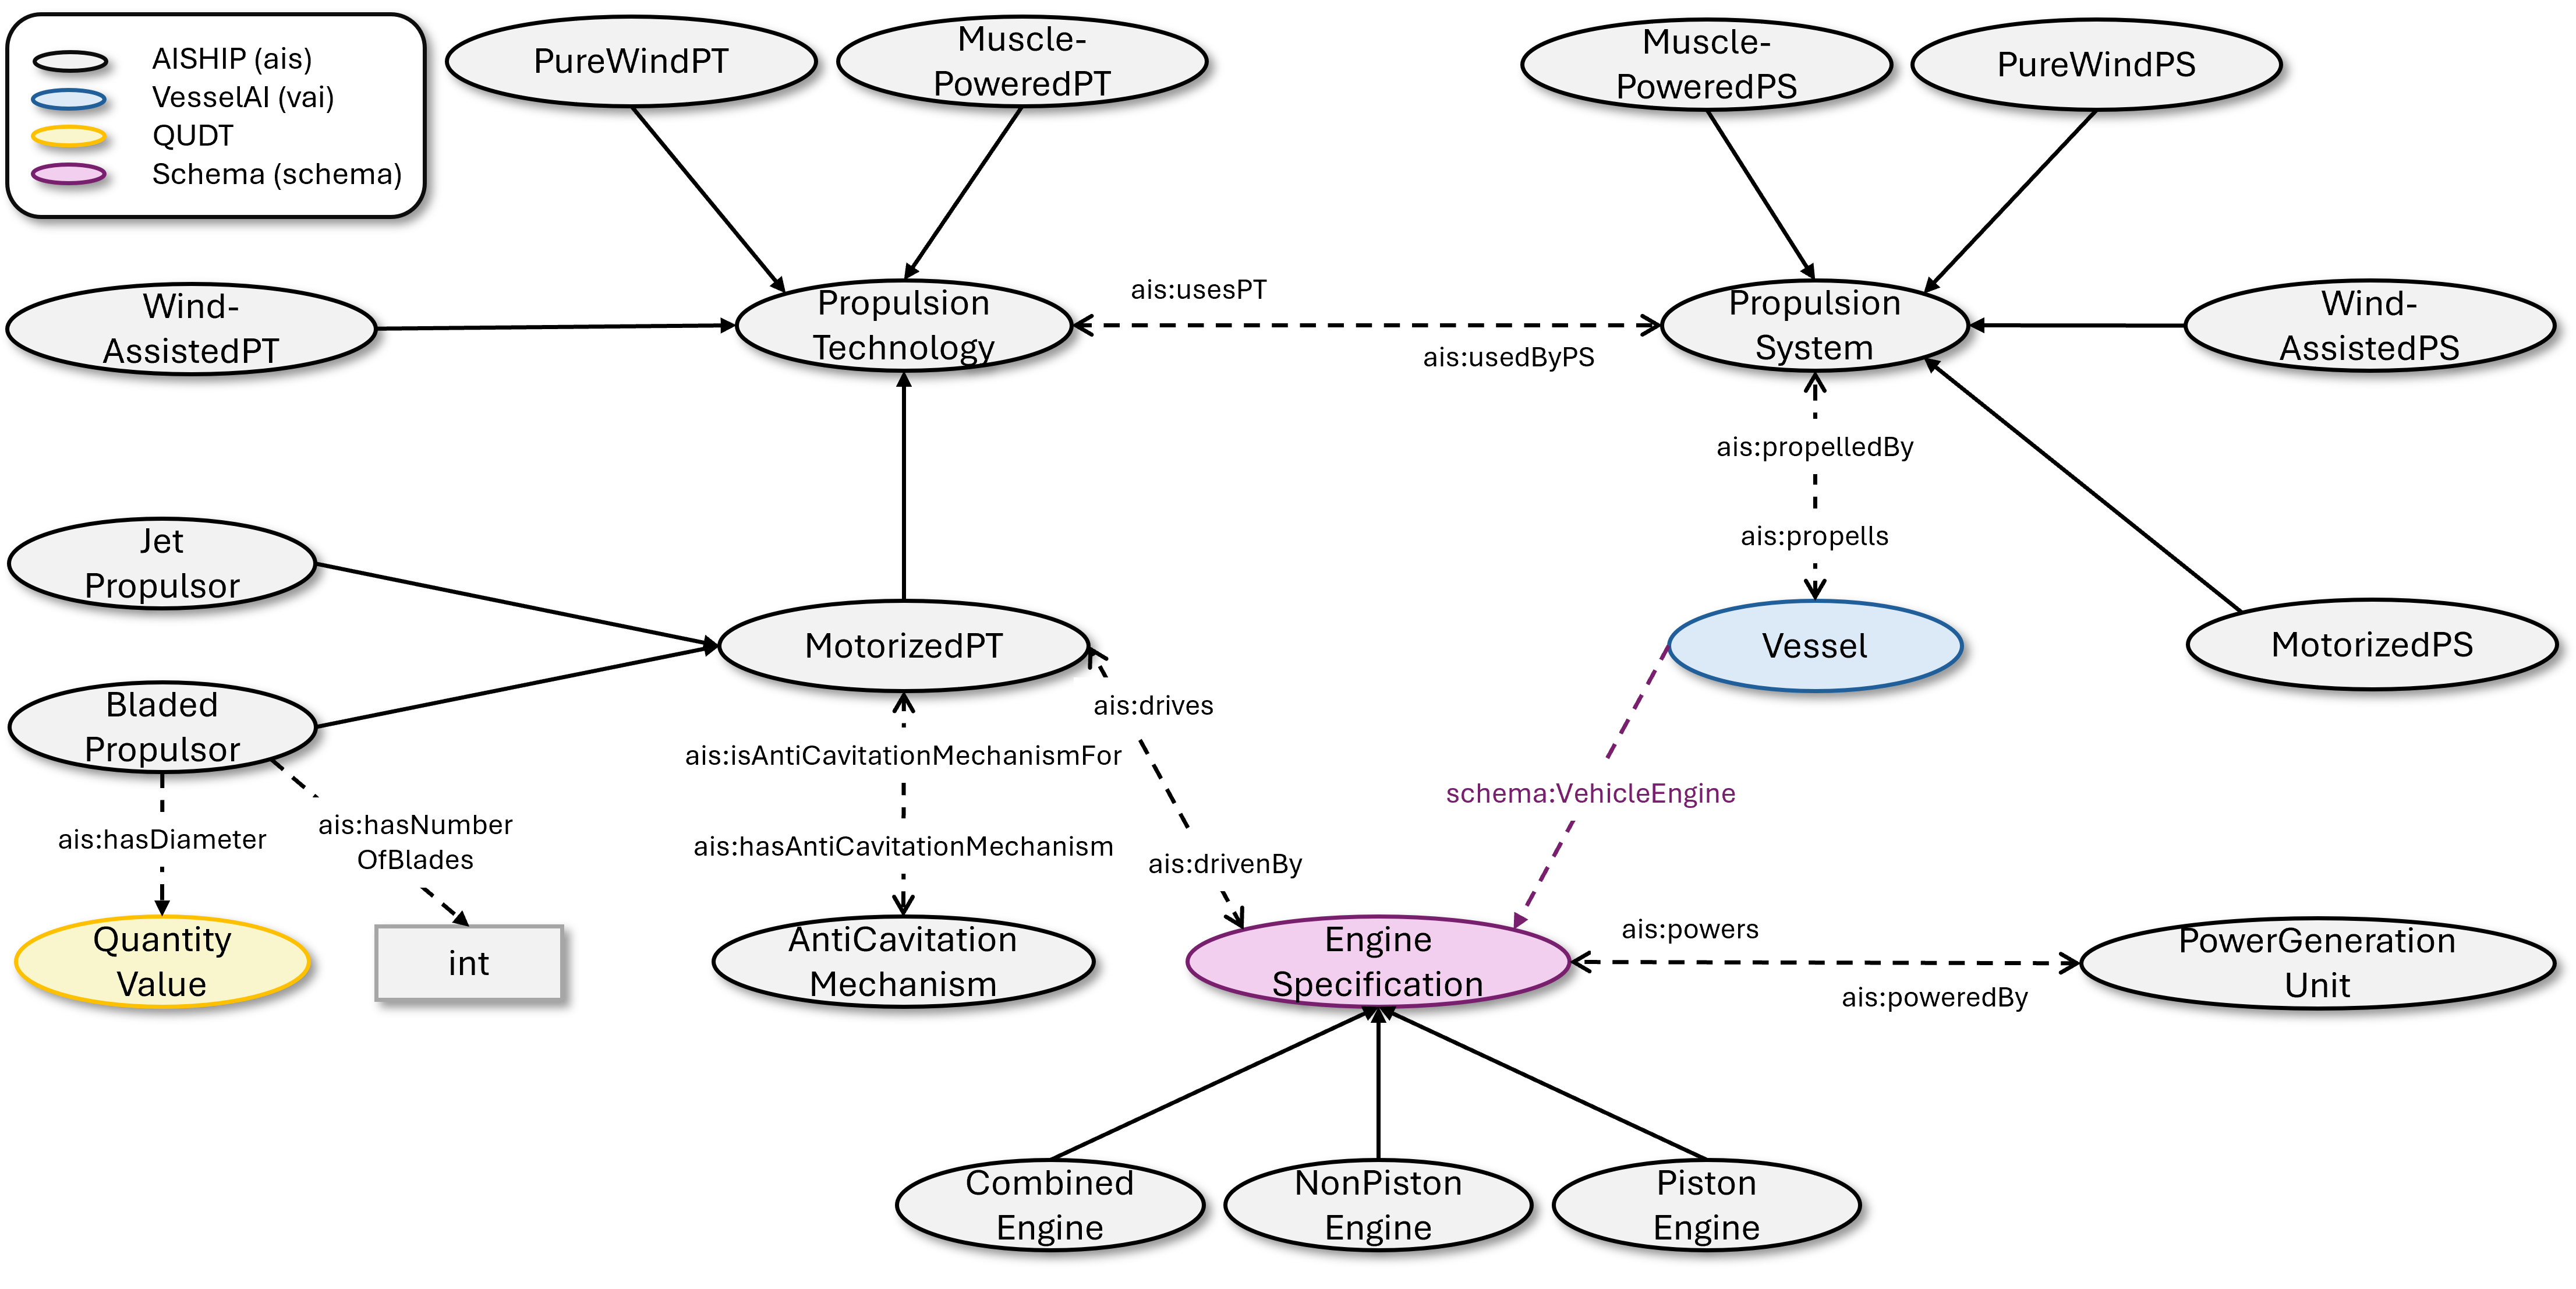 AISHIP (ais)
VesselAI (vai)
QUDT
Schema (schema)
PureWindPT
Muscle-
PoweredPT
Muscle-
PoweredPS
PureWindPS
Wind-
AssistedPT
Propulsion
Technology
ais:usesPT
ais:usedByPS
Propulsion
System
Wind-
AssistedPS
ais:propelledBy
ais:propells
Jet
Propulsor
MotorizedPT
Vessel
MotorizedPS
Bladed
Propulsor
ais:drives
ais:isAntiCavitationMechanismFor
schema:VehicleEngine
ais:hasDiameter
ais:hasNumber
OfBlades
ais:hasAntiCavitationMechanism
ais:drivenBy
Quantity
Value
int
AntiCavitation
Mechanism
Engine
Specification
ais:powers
ais:poweredBy
PowerGeneration
Unit
Combined
Engine
NonPiston
Engine
Piston
Engine